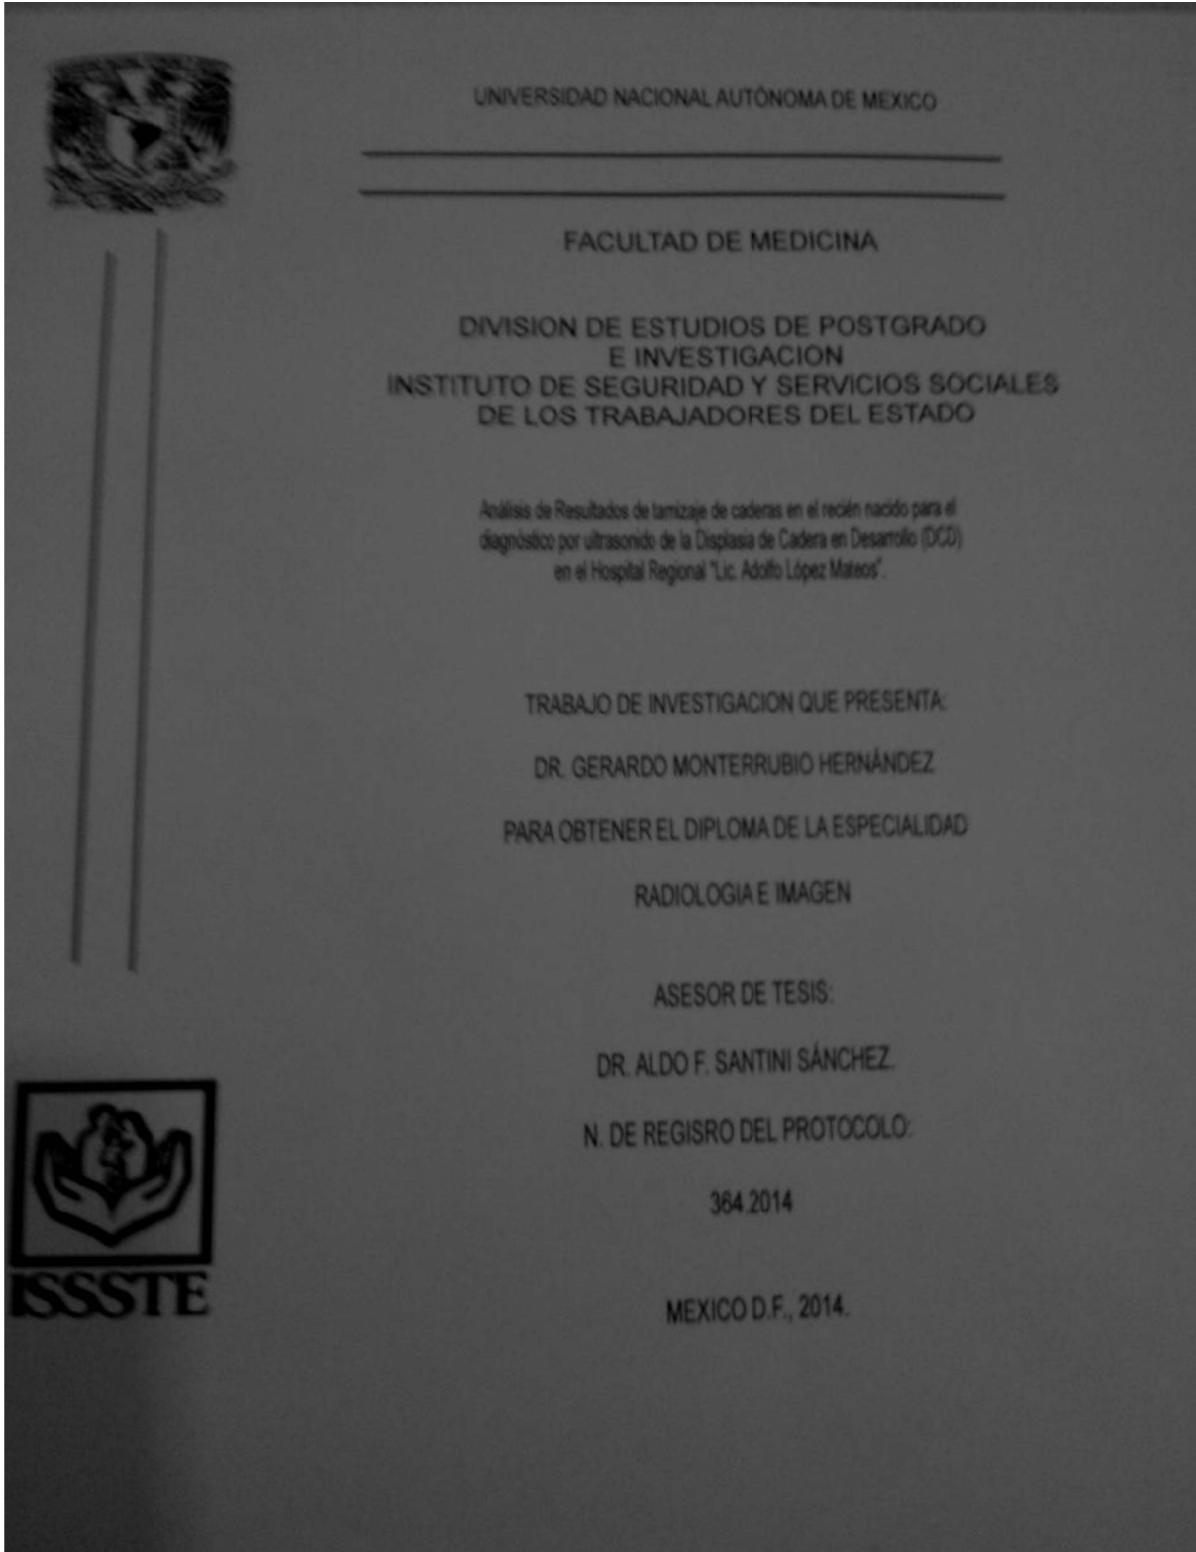 UNIVERSIDAD NACIONAL AUTÓNOMA DE MEXICO
FACULTAD DE MEDICINA
DIVISION DE ESTUDIOS DE POSTGRADO
E INVESTIGACION
INSTITUTO DE SEGURIDAD Y SERVICIOS SOCIALES
DE LOS TRABAJADORES DEL ESTADO
Análisis de Resultados de tamizaje de caderas en el recién nacido para el
diagnóstico por ultrasonido de la Displasia de Cadera en Desarrollo (DCD)
en el Hospital Regional "Lic. Adolfo López Mateos".
TRABAJO DE INVESTIGACION QUE PRESENTA:
DR. GERARDO MONTERRUBIO HERNÁNDEZ
PARA OBTENER EL DIPLOMA DE LA ESPECIALIDAD
RADIOLOGIA E IMAGEN
ASESOR DE TESIS:
DR. ALDO F. SANTINI SÁNCHEZ.
N. DE REGISRO DEL PROTOCOLO:
364.2014
ISSSTE
MEXICO D.F., 2014.